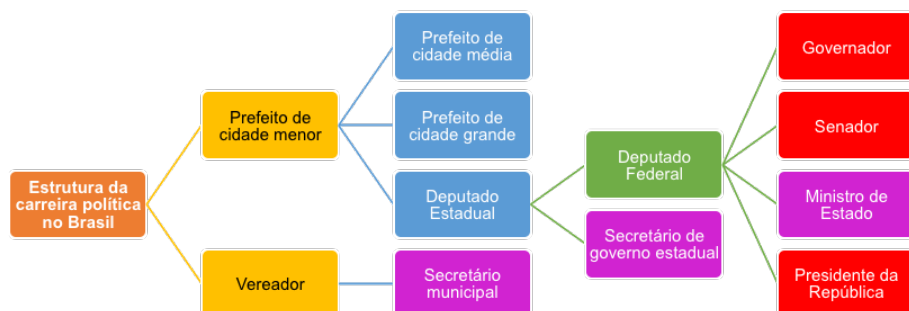 Estrutura da
carreira política
no Brasil
Prefeito de
cidade menor
Vereador
Prefeito de
cidade média
Prefeito de
cidade grande
Deputado
Estadual
Secretário
municipal
Deputado
Federal
Secretário de
governo estadual
Governador
Senador
Ministro de
Estado
Presidente da
República